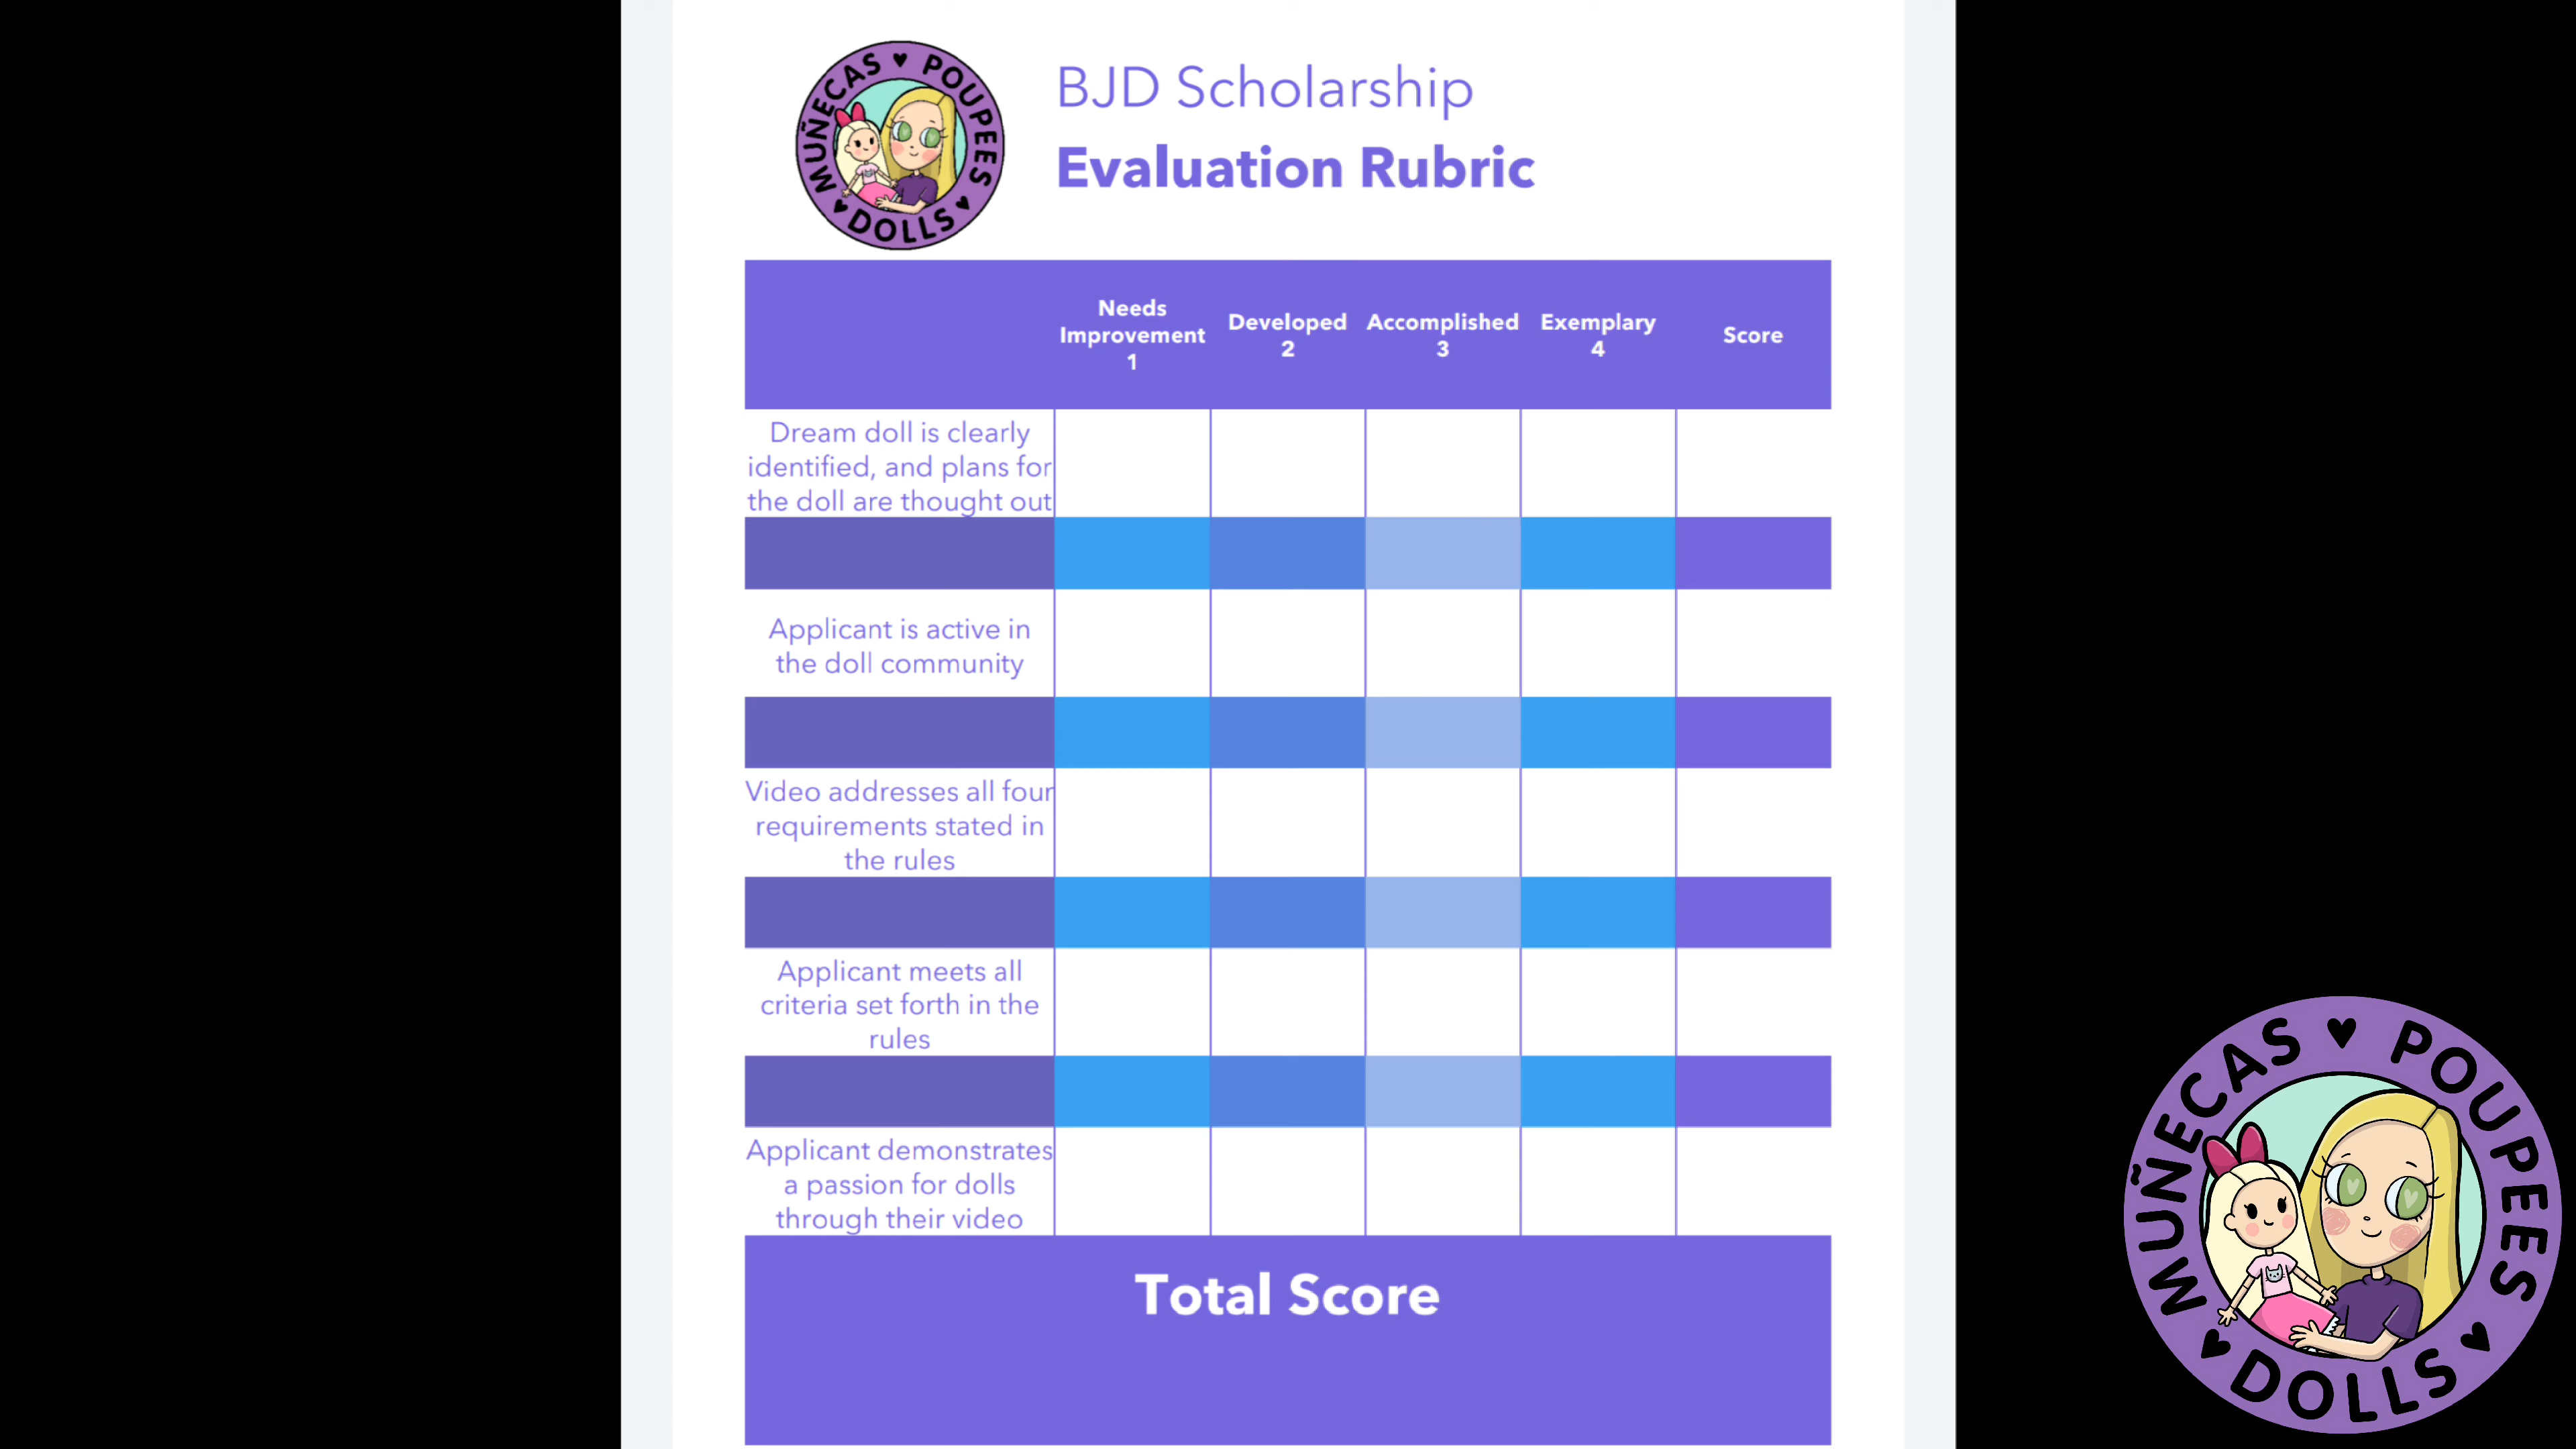 MUÑECAS ♥ POUPEES ♥ DOLLS ♥
BJD Scholarship
Evaluation Rubric
Needs
Improvement
1
Developed
2
Accomplished
3
Exemplary
4
Score
Dream doll is clearly
identified, and plans for
the doll are thought out
Applicant is active in
the doll community
Video addresses all four
requirements stated in
the rules
Applicant meets all
criteria set forth in the
rules
Applicant demonstrates
a passion for dolls
through their video
Total Score
MUÑECAS ♥ POUPEES ♥ DOLLS ♥